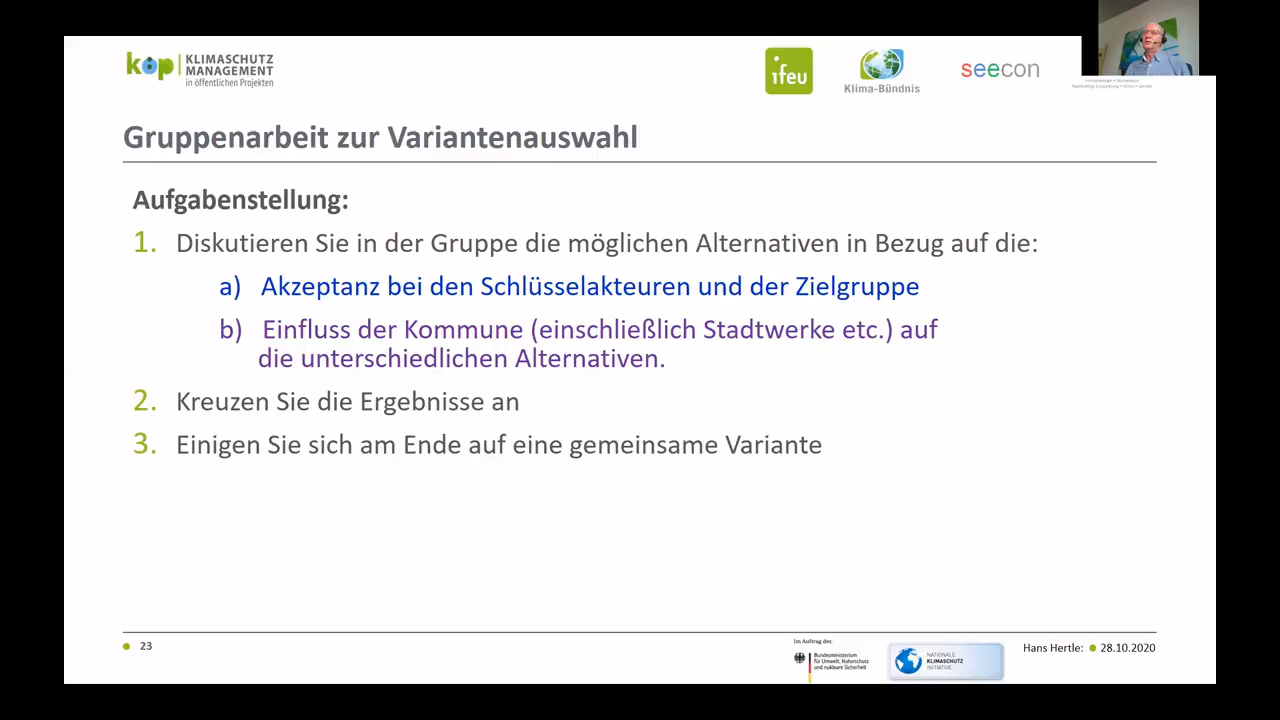 köp
KLIMASCHUTZ
MANAGEMENT
in öffentlichen Projekten
ifeu
Klima-Bündnis
seecon
Gruppenarbeit zur Variantenauswahl
Aufgabenstellung:
1. Diskutieren Sie in der Gruppe die möglichen Alternativen in Bezug auf die:
a) Akzeptanz bei den Schlüsselakteuren und der Zielgruppe
b) Einfluss der Kommune (einschließlich Stadtwerke etc.) auf
die unterschiedlichen Alternativen.
2. Kreuzen Sie die Ergebnisse an
3. Einigen Sie sich am Ende auf eine gemeinsame Variante
23
Im Auftrag des:
Bundesministerium
für Umwelt, Naturschutz
und nukleare Sicherheit
NATIONALE
KLIMASCHUTZ
INITIATIVE
Hans Hertle: 28.10.2020